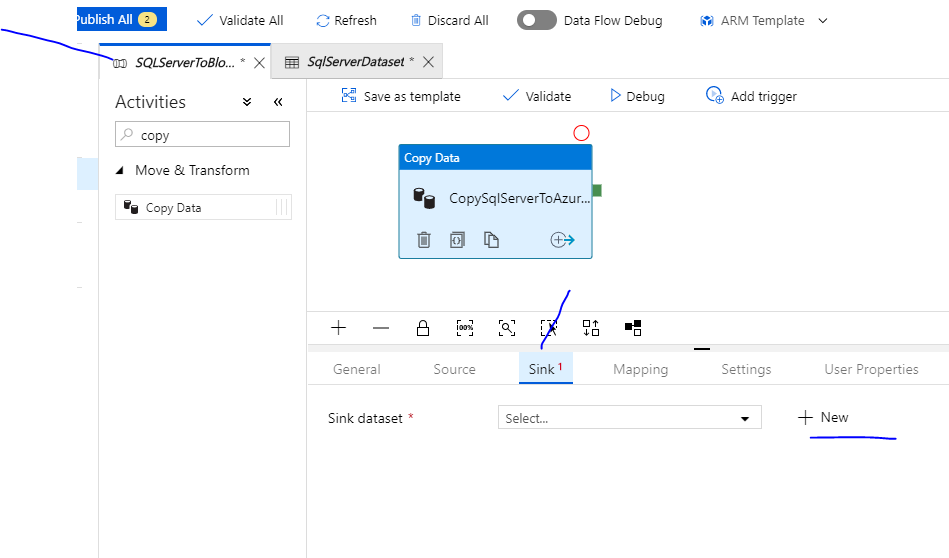 Publish All 2 Validate All Refresh Discard All Data Flow Debug ARM Template
SQLServerToBlo... * SqlServerDataset *
Activities
Save as template Validate Debug Add trigger
copy
Move & Transform
Copy Data
Copy Data
CopySqlServerToAzur...
100%
General Source Sink 1 Mapping Settings User Properties
Sink dataset * Select... New